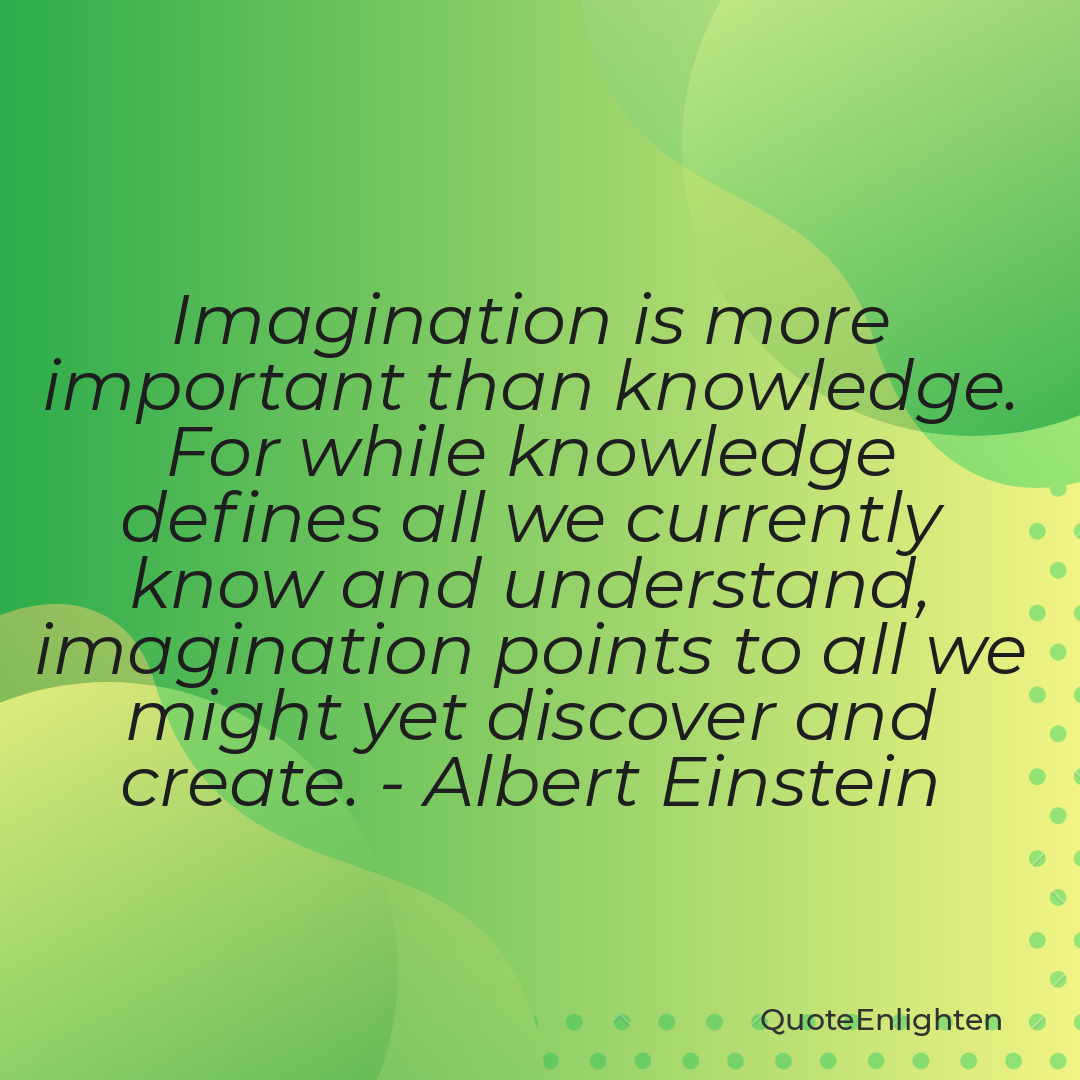 Imagination is more
important than knowledge.
For while knowledge
defines all we currently
know and understand,
imagination points to all we
might yet discover and
create. - Albert Einstein
QuoteEnlighten